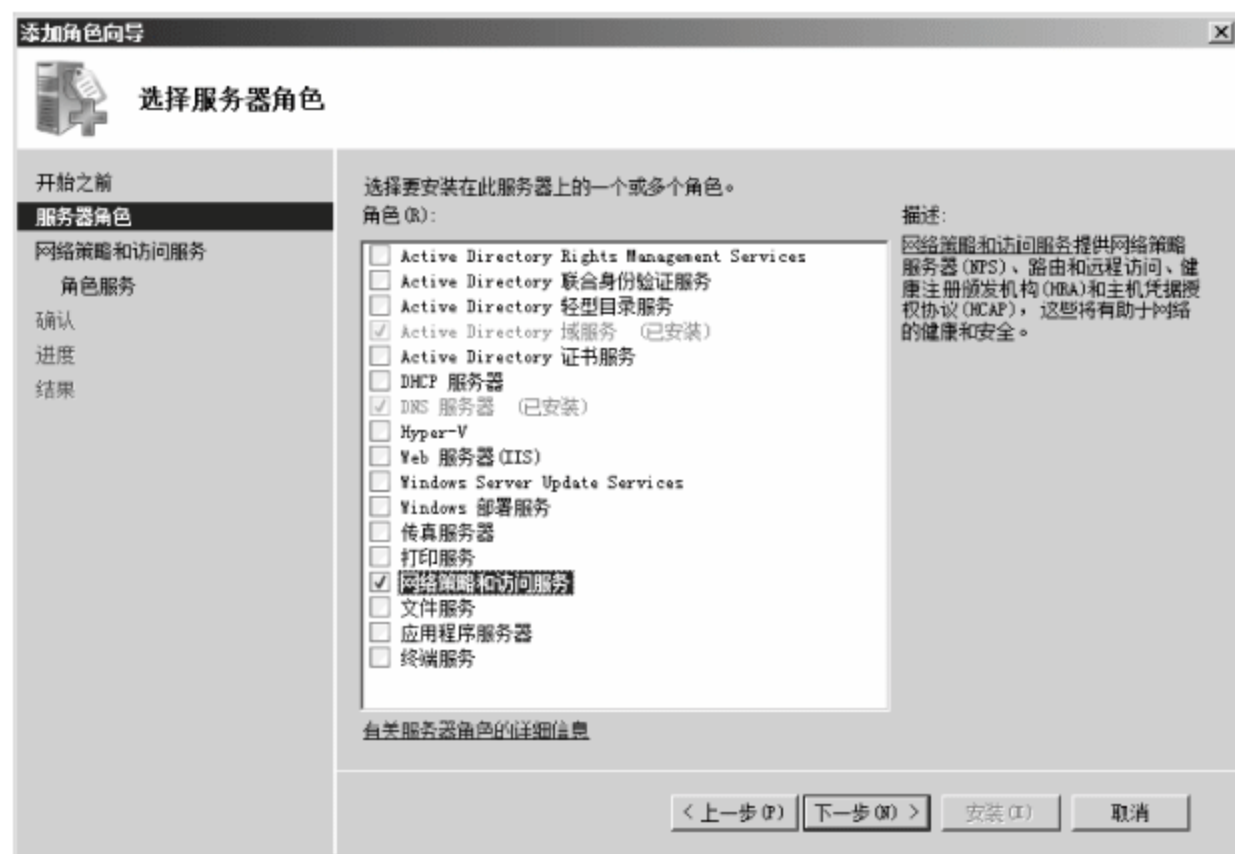 添加角色向导
选择服务器角色
开始之前
服务器角色
网络策略和访问服务
角色服务
确认
进度
结果
选择要安装在此服务器上的一个或多个角色。
角色(R):
Active Directory Rights Management Services
Active Directory 联合身份验证服务
Active Directory 轻型目录服务
Active Directory 域服务 (已安装)
Active Directory 证书服务
DHCP 服务器
DNS 服务器 (已安装)
Hyper-V
Web 服务器(IIS)
Windows Server Update Services
Windows 部署服务
传真服务器
打印服务
网络策略和访问服务
文件服务
应用程序服务器
终端服务
有关服务器角色的详细信息
描述:
网络策略和访问服务提供网络策略
服务器(NPS)、路由和远程访问、健
康注册颁发机构(HRA)和主机凭据授
权协议(HCAP)，这些将有助于网络
的健康和安全。
< 上一步(P)
下一步(N) >
安装(I)
取消